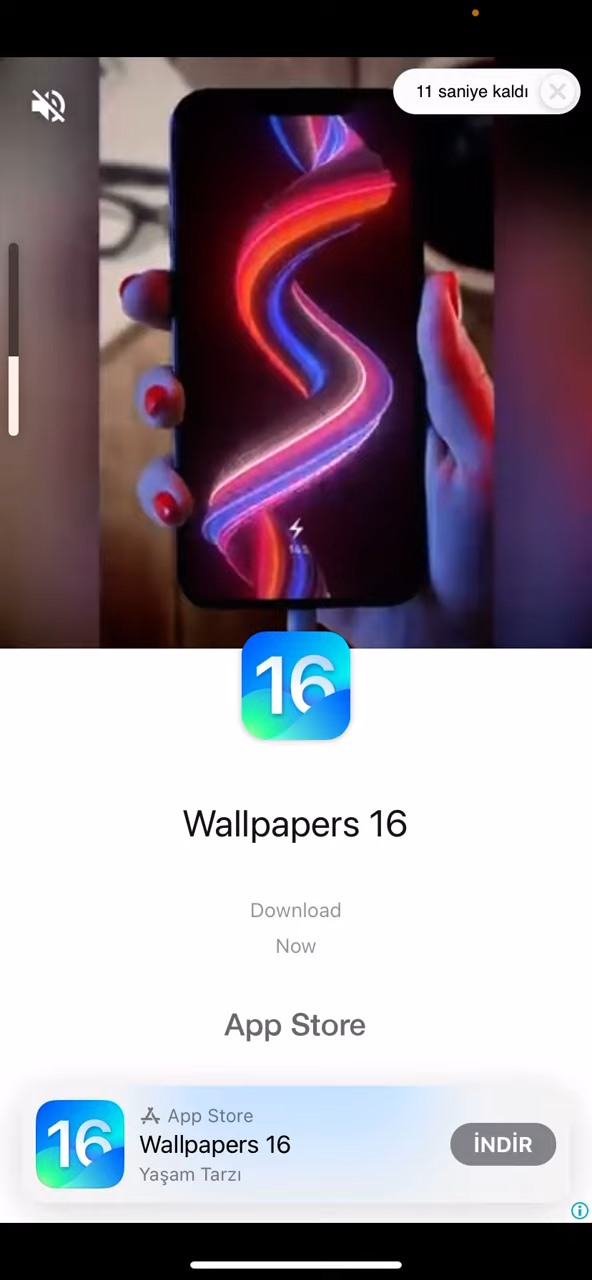 11 saniye kaldı
16
Wallpapers 16
Download
Now
App Store
16
App Store
Wallpapers 16
Yaşam Tarzı
İNDİR